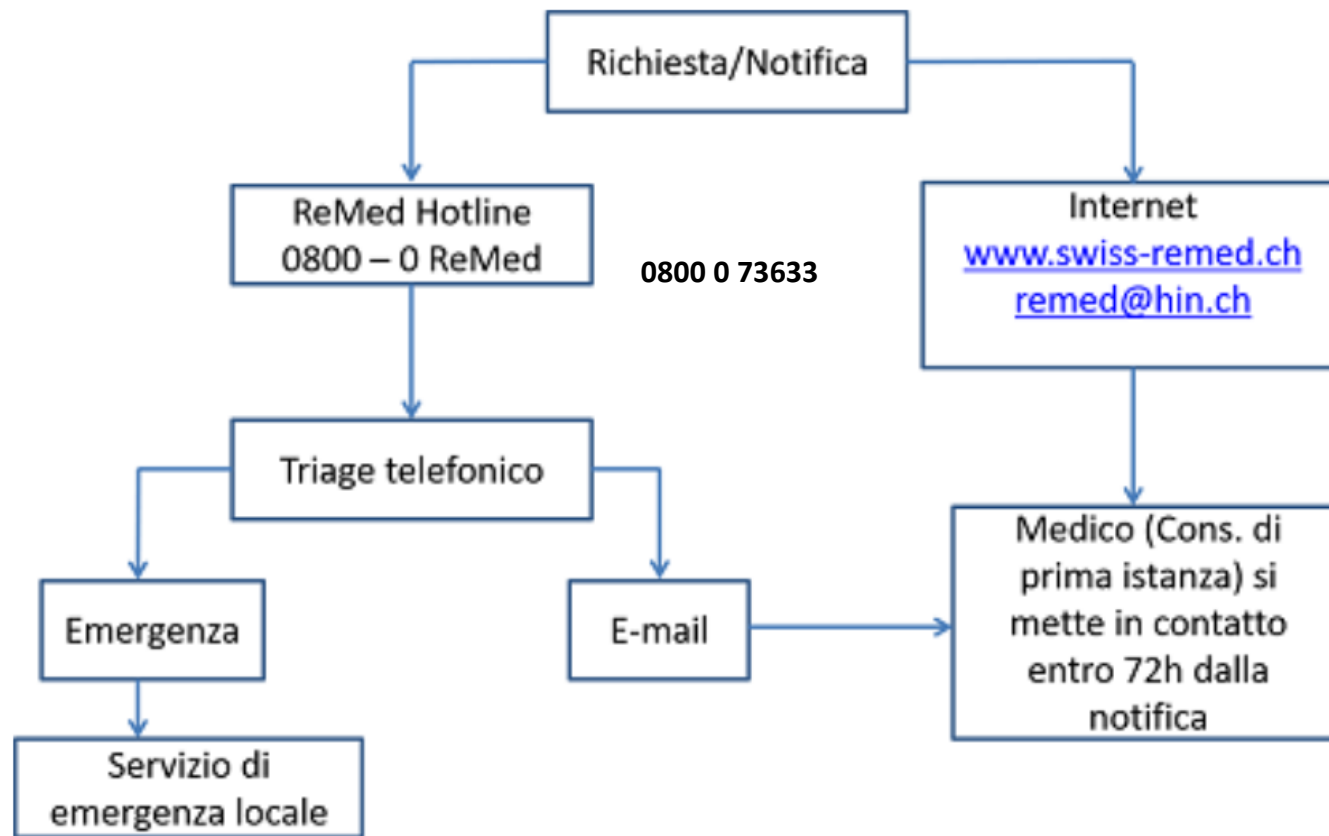 Richiesta/Notifica
ReMed Hotline
0800 – 0 ReMed
0800 0 73633
Internet
www.swiss-remed.ch
remed@hin.ch
Triage telefonico
Emergenza
E-mail
Medico (Cons. di
prima istanza) si
mette in contatto
entro 72h dalla
notifica
Servizio di
emergenza locale